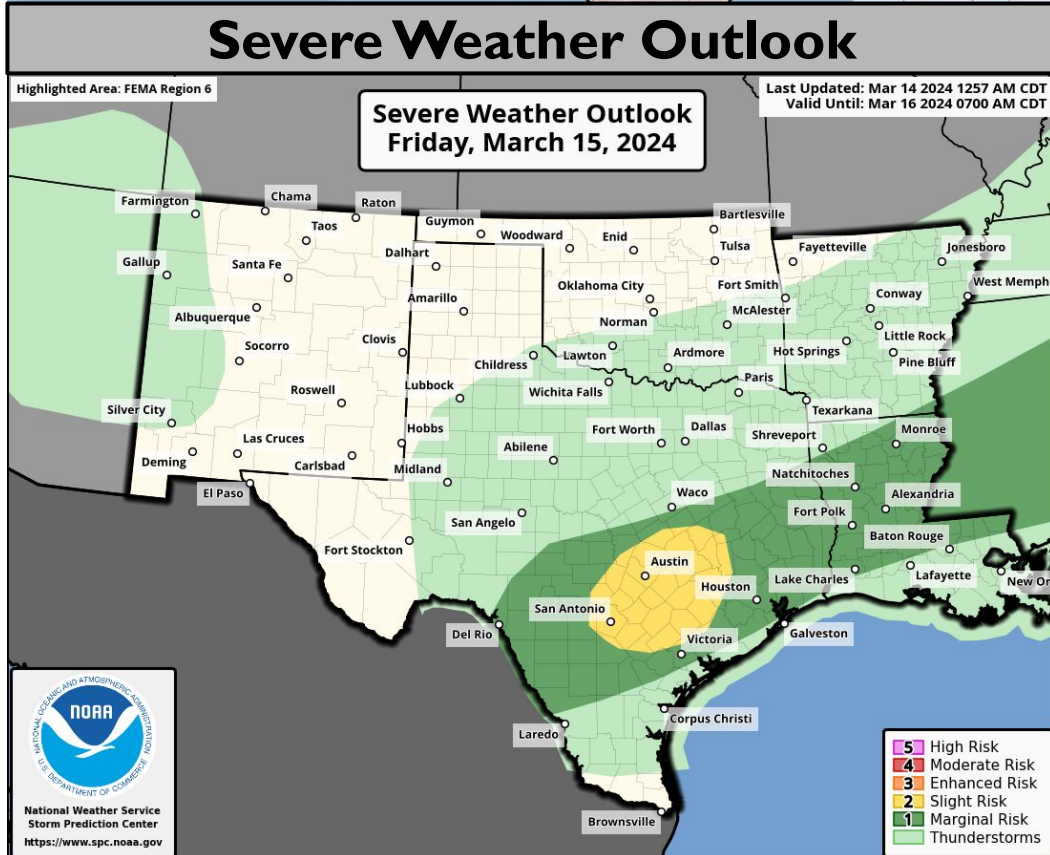 Severe Weather Outlook
Highlighted Area: FEMA Region 6
Last Updated: Mar 14 2024 1257 AM CDT
Valid Until: Mar 16 2024 0700 AM CDT
Severe Weather Outlook
Friday, March 15, 2024
Farmington
Chama
Raton
Taos
Guymon
Woodward
Enid
Bartlesville
Tulsa
Fayetteville
Jonesboro
Gallup
Santa Fe
Dalhart
Oklahoma City
Fort Smith
Conway
West Memph
Albuquerque
Amarillo
Norman
McAlester
Little Rock
Socorro
Clovis
Childress
Lawton
Ardmore
Hot Springs
Pine Bluff
Roswell
Lubbock
Wichita Falls
Paris
Texarkana
Silver City
Las Cruces
Hobbs
Abilene
Fort Worth
Dallas
Shreveport
Monroe
Deming
Carlsbad
Midland
Natchitoches
El Paso
San Angelo
Waco
Fort Polk
Alexandria
Fort Stockton
Baton Rouge
Austin
Houston
Lake Charles
Lafayette
New Or
San Antonio
Del Rio
Victoria
Galveston
Laredo
Corpus Christi
Brownsville
NATIONAL OCEANIC AND ATMOSPHERIC ADMINISTRATION
NOAA
U.S. DEPARTMENT OF COMMERCE
National Weather Service
Storm Prediction Center
https://www.spc.noaa.gov
5 High Risk
4 Moderate Risk
3 Enhanced Risk
2 Slight Risk
1 Marginal Risk
Thunderstorms